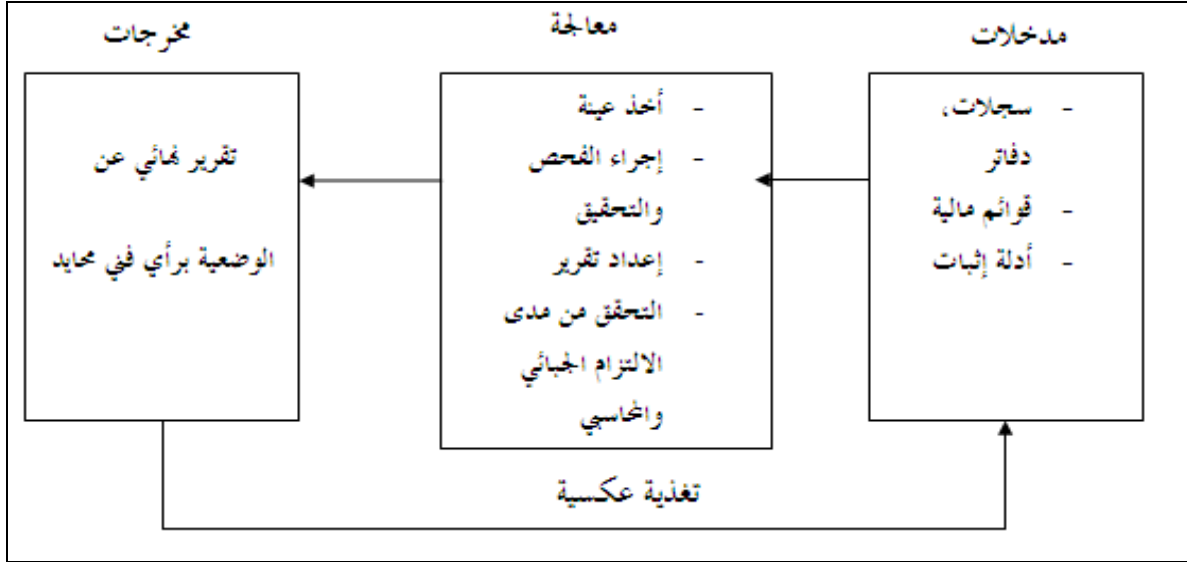 مدخلات
معالجة
مخرجات
- سجلات،
دفاتر
- قوائم مالية
- أدلة إثبات
- أخذ عينة
- إجراء الفحص
والتحقيق
- إعداد تقرير
- التحقق من مدى
الالتزام الجبائي
والمحاسبي
تقرير نهائي عن
الوضعية برأي فني محايد
تغذية عكسية